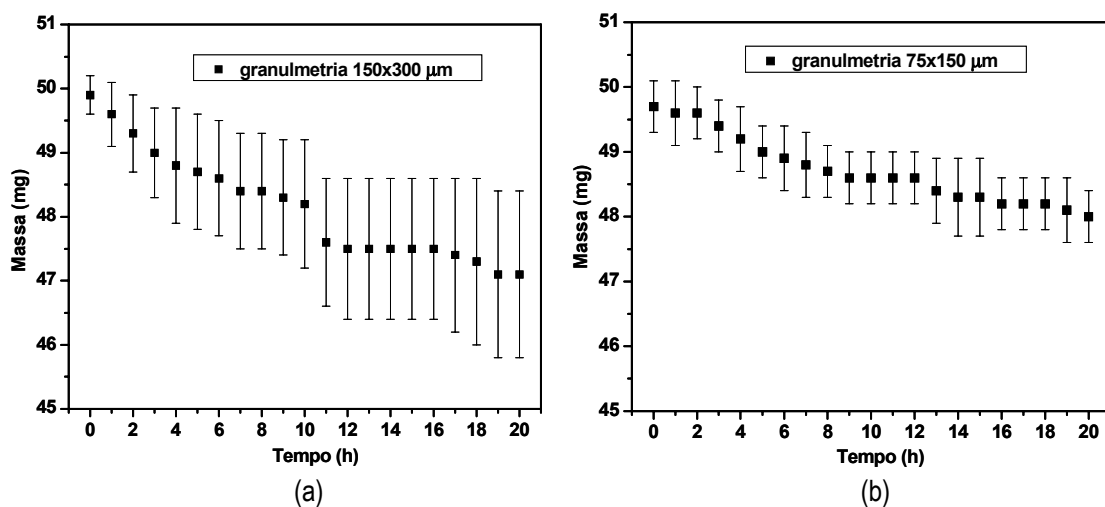 51
50
49
48
47
46
45
Massa (mg)
granulmetria 150x300 µm
0 2 4 6 8 10 12 14 16 18 20
Tempo (h)
(a)
51
50
49
48
47
46
45
Massa (mg)
granulmetria 75x150 µm
0 2 4 6 8 10 12 14 16 18 20
Tempo (h)
(b)